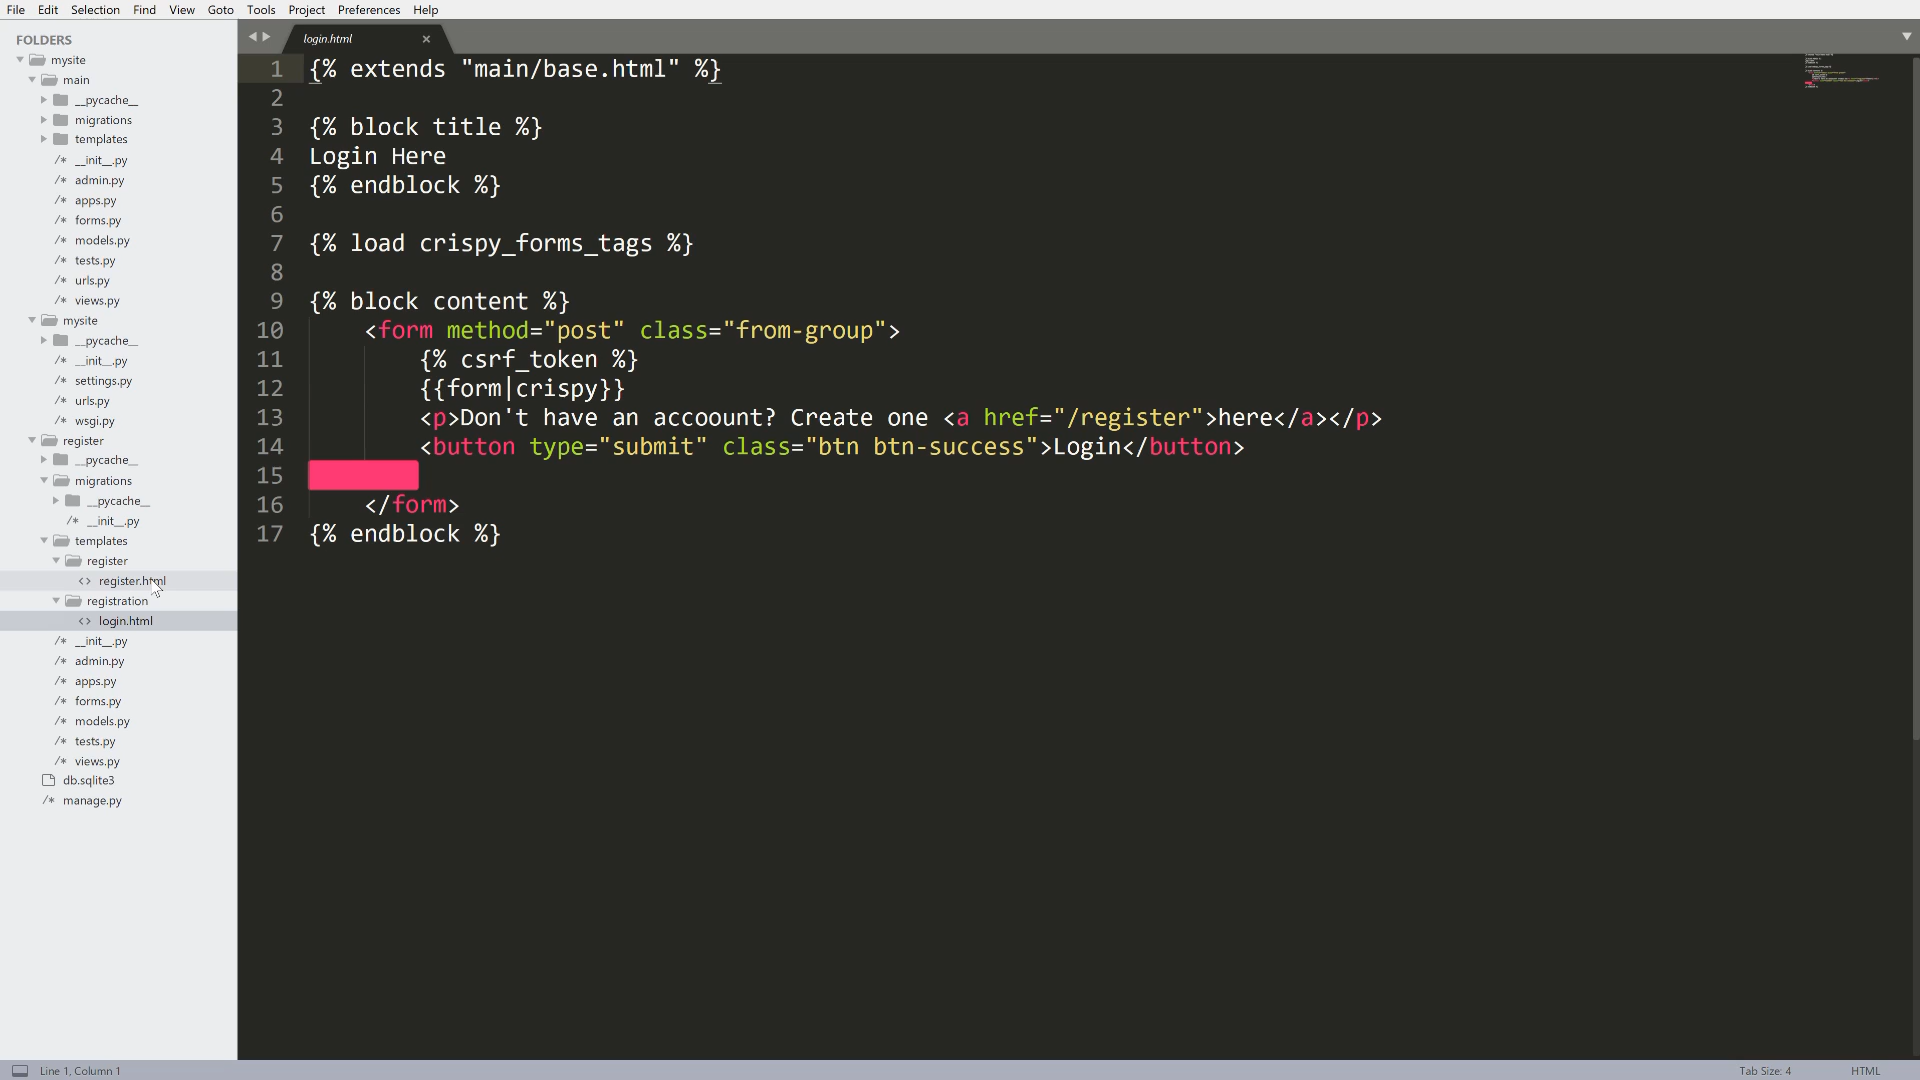 File Edit Selection Find View Goto Tools Project Preferences Help
FOLDERS
mysite
main
__pycache__
migrations
templates
__init__.py
admin.py
apps.py
forms.py
models.py
tests.py
urls.py
views.py
mysite
__pycache__
__init__.py
settings.py
urls.py
wsgi.py
register
__pycache__
migrations
__pycache__
__init__.py
templates
register
register.html
registration
login.html
__init__.py
admin.py
apps.py
forms.py
models.py
tests.py
views.py
db.sqlite3
manage.py
login.html
1 {% extends "main/base.html" %}
2
3 {% block title %}
4 Login Here
5 {% endblock %}
6
7 {% load crispy_forms_tags %}
8
9 {% block content %}
10 <form method="post" class="from-group">
11 {% csrf_token %}
12 {{form|crispy}}
13 <p>Don't have an accoount? Create one <a href="/register">here</a></p>
14 <button type="submit" class="btn btn-success">Login</button>
15
16 </form>
17 {% endblock %}
Line 1, Column 1
Tab Size: 4
HTML